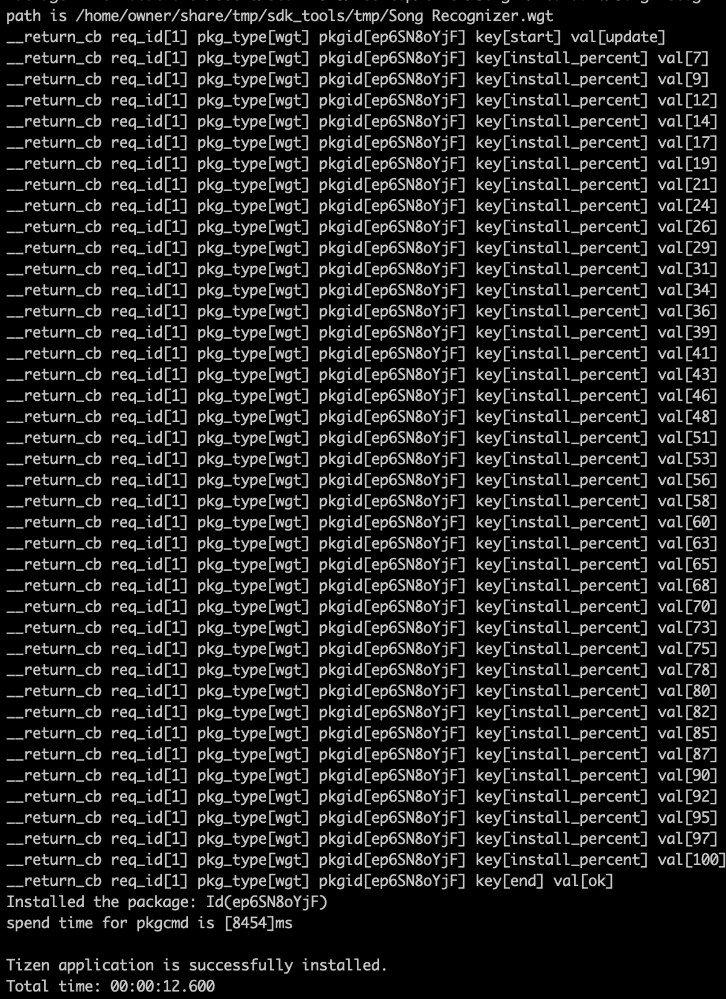 path is /home/owner/share/tmp/sdk_tools/tmp/Song Recognizer.wgt
__return_cb req_id[1] pkg_type[wgt] pkgid[ep6SN8oYjF] key[start] val[update]
__return_cb req_id[1] pkg_type[wgt] pkgid[ep6SN8oYjF] key[install_percent] val[7]
__return_cb req_id[1] pkg_type[wgt] pkgid[ep6SN8oYjF] key[install_percent] val[9]
__return_cb req_id[1] pkg_type[wgt] pkgid[ep6SN8oYjF] key[install_percent] val[12]
__return_cb req_id[1] pkg_type[wgt] pkgid[ep6SN8oYjF] key[install_percent] val[14]
__return_cb req_id[1] pkg_type[wgt] pkgid[ep6SN8oYjF] key[install_percent] val[17]
__return_cb req_id[1] pkg_type[wgt] pkgid[ep6SN8oYjF] key[install_percent] val[19]
__return_cb req_id[1] pkg_type[wgt] pkgid[ep6SN8oYjF] key[install_percent] val[21]
__return_cb req_id[1] pkg_type[wgt] pkgid[ep6SN8oYjF] key[install_percent] val[24]
__return_cb req_id[1] pkg_type[wgt] pkgid[ep6SN8oYjF] key[install_percent] val[26]
__return_cb req_id[1] pkg_type[wgt] pkgid[ep6SN8oYjF] key[install_percent] val[29]
__return_cb req_id[1] pkg_type[wgt] pkgid[ep6SN8oYjF] key[install_percent] val[31]
__return_cb req_id[1] pkg_type[wgt] pkgid[ep6SN8oYjF] key[install_percent] val[34]
__return_cb req_id[1] pkg_type[wgt] pkgid[ep6SN8oYjF] key[install_percent] val[36]
__return_cb req_id[1] pkg_type[wgt] pkgid[ep6SN8oYjF] key[install_percent] val[39]
__return_cb req_id[1] pkg_type[wgt] pkgid[ep6SN8oYjF] key[install_percent] val[41]
__return_cb req_id[1] pkg_type[wgt] pkgid[ep6SN8oYjF] key[install_percent] val[43]
__return_cb req_id[1] pkg_type[wgt] pkgid[ep6SN8oYjF] key[install_percent] val[46]
__return_cb req_id[1] pkg_type[wgt] pkgid[ep6SN8oYjF] key[install_percent] val[48]
__return_cb req_id[1] pkg_type[wgt] pkgid[ep6SN8oYjF] key[install_percent] val[51]
__return_cb req_id[1] pkg_type[wgt] pkgid[ep6SN8oYjF] key[install_percent] val[53]
__return_cb req_id[1] pkg_type[wgt] pkgid[ep6SN8oYjF] key[install_percent] val[56]
__return_cb req_id[1] pkg_type[wgt] pkgid[ep6SN8oYjF] key[install_percent] val[58]
__return_cb req_id[1] pkg_type[wgt] pkgid[ep6SN8oYjF] key[install_percent] val[60]
__return_cb req_id[1] pkg_type[wgt] pkgid[ep6SN8oYjF] key[install_percent] val[63]
__return_cb req_id[1] pkg_type[wgt] pkgid[ep6SN8oYjF] key[install_percent] val[65]
__return_cb req_id[1] pkg_type[wgt] pkgid[ep6SN8oYjF] key[install_percent] val[68]
__return_cb req_id[1] pkg_type[wgt] pkgid[ep6SN8oYjF] key[install_percent] val[70]
__return_cb req_id[1] pkg_type[wgt] pkgid[ep6SN8oYjF] key[install_percent] val[73]
__return_cb req_id[1] pkg_type[wgt] pkgid[ep6SN8oYjF] key[install_percent] val[75]
__return_cb req_id[1] pkg_type[wgt] pkgid[ep6SN8oYjF] key[install_percent] val[78]
__return_cb req_id[1] pkg_type[wgt] pkgid[ep6SN8oYjF] key[install_percent] val[80]
__return_cb req_id[1] pkg_type[wgt] pkgid[ep6SN8oYjF] key[install_percent] val[82]
__return_cb req_id[1] pkg_type[wgt] pkgid[ep6SN8oYjF] key[install_percent] val[85]
__return_cb req_id[1] pkg_type[wgt] pkgid[ep6SN8oYjF] key[install_percent] val[87]
__return_cb req_id[1] pkg_type[wgt] pkgid[ep6SN8oYjF] key[install_percent] val[90]
__return_cb req_id[1] pkg_type[wgt] pkgid[ep6SN8oYjF] key[install_percent] val[92]
__return_cb req_id[1] pkg_type[wgt] pkgid[ep6SN8oYjF] key[install_percent] val[95]
__return_cb req_id[1] pkg_type[wgt] pkgid[ep6SN8oYjF] key[install_percent] val[97]
__return_cb req_id[1] pkg_type[wgt] pkgid[ep6SN8oYjF] key[install_percent] val[100]
__return_cb req_id[1] pkg_type[wgt] pkgid[ep6SN8oYjF] key[end] val[ok]
Installed the package: Id(ep6SN8oYjF)
spend time for pkgcmd is [8454]ms
Tizen application is successfully installed.
Total time: 00:00:12.600